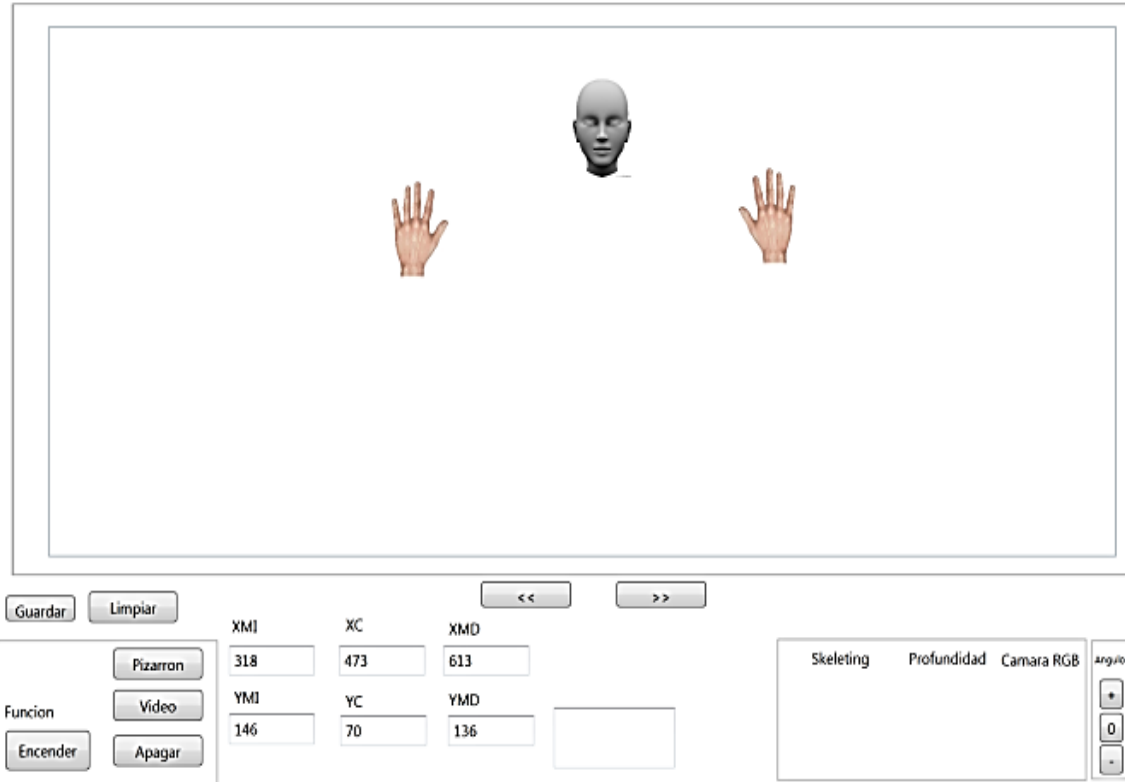 << >>
Guardar Limpiar
XMI XC XMD
318 473 613
YMI YC YMD
146 70 136
Pizarron
Funcion Video
Encender Apagar
Skeleting Profundidad Camara RGB
Angulo
+
0
-